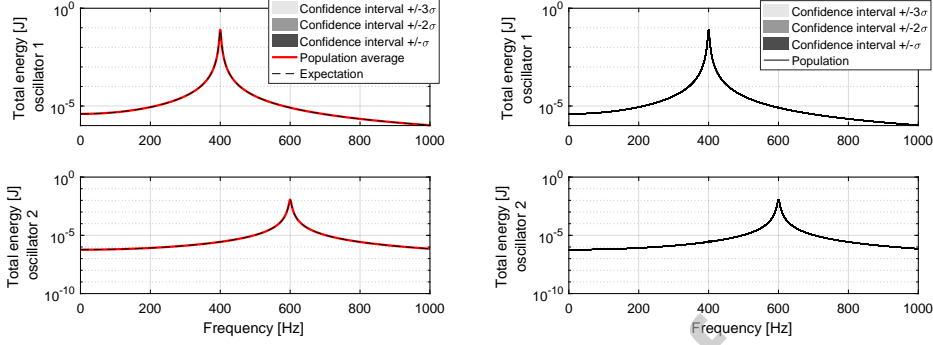 Total energy [J]
oscillator 1
10^0
10^-5
0 200 400 600 800 1000
Confidence interval +/-3σ
Confidence interval +/-2σ
Confidence interval +/-σ
Population average
Expectation
Total energy [J]
oscillator 1
10^0
10^-5
0 200 400 600 800 1000
Confidence interval +/-3σ
Confidence interval +/-2σ
Confidence interval +/-σ
Population
Total energy [J]
oscillator 2
10^0
10^-5
10^-10
0 200 400 600 800 1000
Frequency [Hz]
Total energy [J]
oscillator 2
10^0
10^-5
10^-10
0 200 400 600 800 1000
Frequency [Hz]